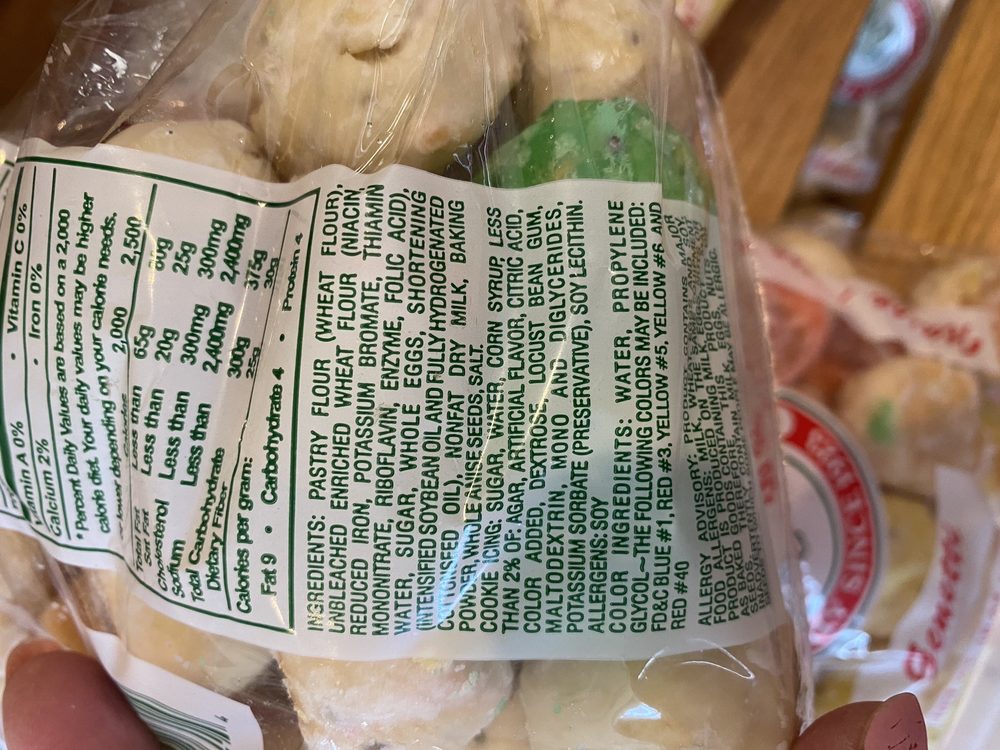 Vitamin A 0% • Vitamin C 0%
Calcium 2% • Iron 0%
*Percent Daily Values are based on a 2,000
calorie diet. Your daily values may be higher
or lower depending on your calorie needs.
Calories 2,000 2,500
Total Fat Less than 65g 80g
Sat Fat Less than 20g 25g
Cholesterol Less than 300mg 300mg
Sodium Less than 2,400mg 2,400mg
Total Carbohydrate 300g 375g
Dietary Fiber 25g 30g
Calories per gram:
Fat 9 • Carbohydrate 4 • Protein 4
INGREDIENTS: PASTRY FLOUR (WHEAT FLOUR),
UNBLEACHED ENRICHED WHEAT FLOUR (NIACIN,
REDUCED IRON, POTASSIUM BROMATE, THIAMIN
MONONITRATE, RIBOFLAVIN, ENZYME, FOLIC ACID),
WATER, SUGAR, WHOLE EGGS, SHORTENING
(INTENSIFIED SOYBEAN OIL AND FULLY HYDROGENATED
COTTONSEED OIL), NONFAT DRY MILK, BAKING
POWDER, WHOLE ANISE SEEDS, SALT
COOKIE ICING: SUGAR, WATER, CORN SYRUP, LESS
THAN 2% OF: AGAR, ARTIFICIAL FLAVOR, CITRIC ACID,
COLOR ADDED, DEXTROSE, LOCUST BEAN GUM,
MALTODEXTRIN, MONO AND DIGLYCERIDES,
POTASSIUM SORBATE (PRESERVATIVE), SOY LECITHIN.
ALLERGENS: SOY
COLOR INGREDIENTS: WATER, PROPYLENE
GLYCOL~THE FOLLOWING COLORS MAY BE INCLUDED:
FD&C BLUE #1, RED #3, YELLOW #5, YELLOW #6 AND
RED #40
ALLERGY ADVISORY:
FOOD ALLERGENS,
PRODUCED ON
SINCE 1922